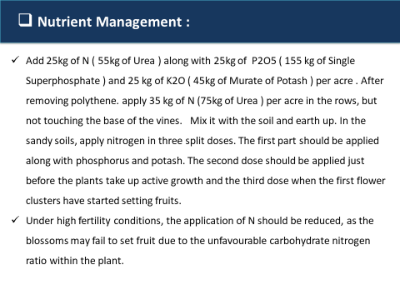 ❑ Nutrient Management :
✓ Add 25kg of N ( 55kg of Urea ) along with 25kg of P2O5 ( 155 kg of Single
Superphosphate ) and 25 kg of K2O ( 45kg of Murate of Potash ) per acre . After
removing polythene. apply 35 kg of N (75kg of Urea ) per acre in the rows, but
not touching the base of the vines. Mix it with the soil and earth up. In the
sandy soils, apply nitrogen in three split doses. The first part should be applied
along with phosphorus and potash. The second dose should be applied just
before the plants take up active growth and the third dose when the first flower
clusters have started setting fruits.
✓ Under high fertility conditions, the application of N should be reduced, as the
blossoms may fail to set fruit due to the unfavourable carbohydrate nitrogen
ratio within the plant.